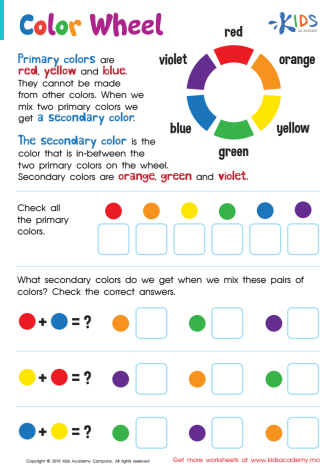 Color Wheel
KIDS
ACADEMY
red
orange
yellow
green
blue
violet
Primary colors are
red, yellow and blue.
They cannot be made
from other colors. When we
mix two primary colors we
get a secondary color.
The secondary color is the
color that is in-between the
two primary colors on the wheel.
Secondary colors are orange, green and violet.
Check all
the primary
colors.
What secondary colors do we get when we mix these pairs of
colors? Check the correct answers.
+ = ?
+ = ?
+ = ?
Copyright © 2018 Kids Academy Company. All rights reserved
Get more worksheets at www.kidsacademy.mo